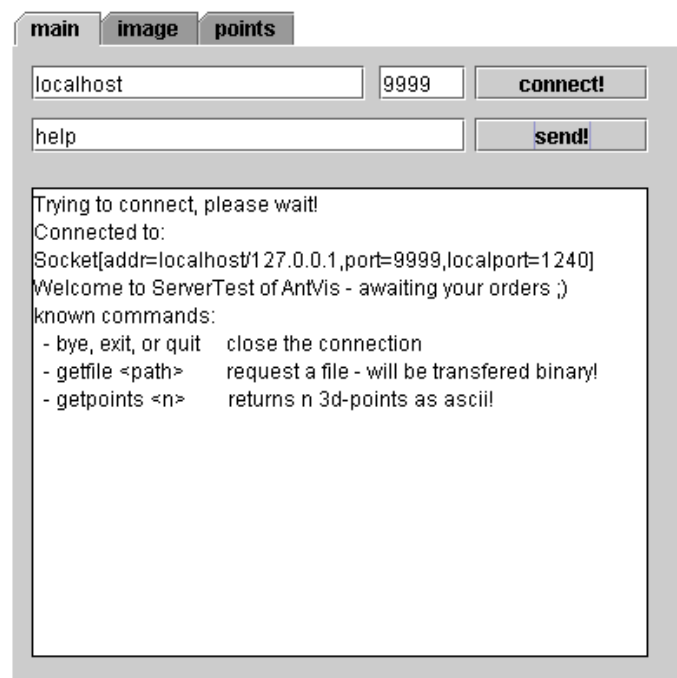 main image points
localhost 9999 connect!
help send!
Trying to connect, please wait!
Connected to:
Socket[addr=localhost/127.0.0.1,port=9999,localport=1240]
Welcome to ServerTest of AntVis - awaiting your orders ;)
known commands:
- bye, exit, or quit close the connection
- getfile <path> request a file - will be transfered binary!
- getpoints <n> returns n 3d-points as ascii!